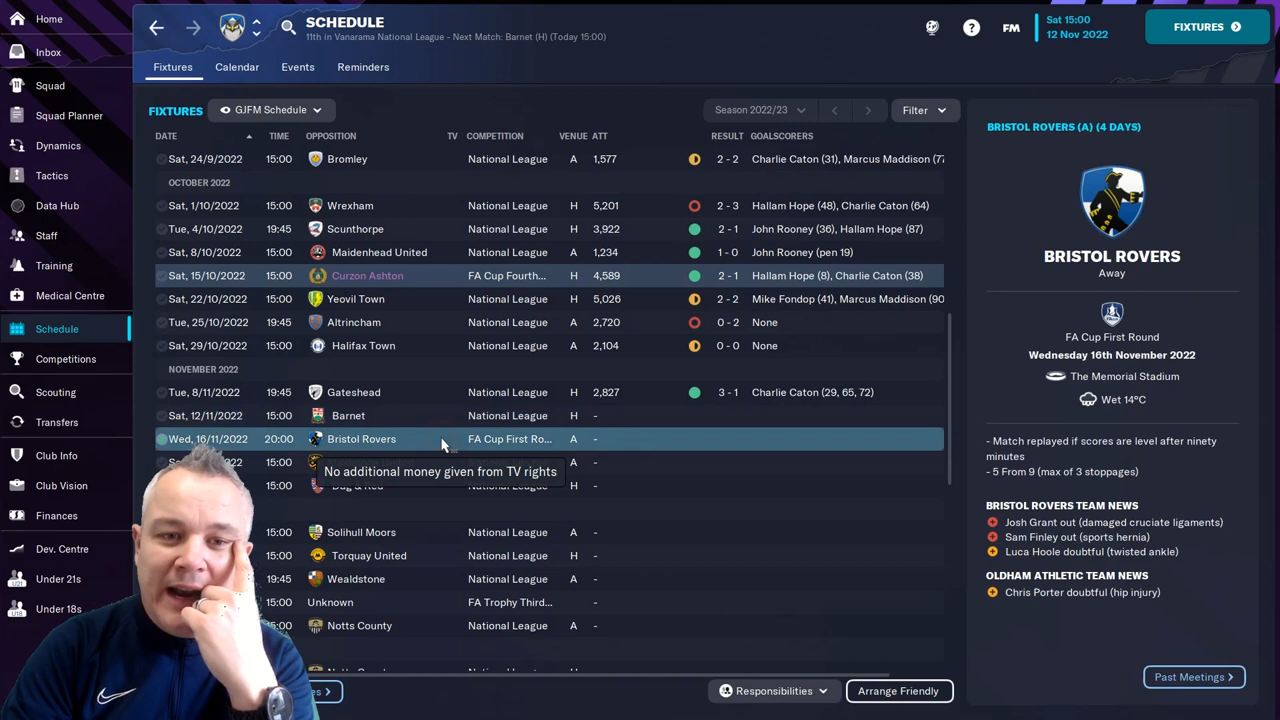 Home
Inbox
Squad
Squad Planner
Dynamics
Tactics
Data Hub
Staff
Training
Medical Centre
Schedule
Competitions
Scouting
Transfers
Club Info
Club Vision
Finances
Dev. Centre
Under 21s
Under 18s
SCHEDULE
11th in Vanarama National League - Next Match: Barnet (H) (Today 15:00)
FM
Sat 15:00
12 Nov 2022
FIXTURES
Fixtures Calendar Events Reminders
FIXTURES GJFM Schedule Season 2022/23 Filter
DATE TIME OPPOSITION TV COMPETITION VENUE ATT RESULT GOALSCORERS
Sat, 24/9/2022 15:00 Bromley National League A 1,577 2 - 2 Charlie Caton (31), Marcus Maddison (77
OCTOBER 2022
Sat, 1/10/2022 15:00 Wrexham National League H 5,201 2 - 3 Hallam Hope (48), Charlie Caton (64)
Tue, 4/10/2022 19:45 Scunthorpe National League H 3,922 2 - 1 John Rooney (36), Hallam Hope (87)
Sat, 8/10/2022 15:00 Maidenhead United National League A 1,234 1 - 0 John Rooney (pen 19)
Sat, 15/10/2022 15:00 Curzon Ashton FA Cup Fourth... H 4,589 2 - 1 Hallam Hope (8), Charlie Caton (38)
Sat, 22/10/2022 15:00 Yeovil Town National League H 5,026 2 - 2 Mike Fondop (41), Marcus Maddison (90
Tue, 25/10/2022 19:45 Altrincham National League A 2,720 0 - 2 None
Sat, 29/10/2022 15:00 Halifax Town National League A 2,104 0 - 0 None
NOVEMBER 2022
Tue, 8/11/2022 19:45 Gateshead National League H 2,827 3 - 1 Charlie Caton (29, 65, 72)
Sat, 12/11/2022 15:00 Barnet National League H -
Wed, 16/11/2022 20:00 Bristol Rovers FA Cup First Ro... A -
15:00 A -
No additional money given from TV rights
15:00 Dag & Red National League H -
15:00 Solihull Moors National League A -
15:00 Torquay United National League H -
19:45 Wealdstone National League A -
15:00 Unknown FA Trophy Third... -
15:00 Notts County National League A -
Responsibilities Arrange Friendly
BRISTOL ROVERS (A) (4 DAYS)
BRISTOL ROVERS
Away
FA Cup First Round
Wednesday 16th November 2022
The Memorial Stadium
Wet 14°C
- Match replayed if scores are level after ninety
minutes
- 5 From 9 (max of 3 stoppages)
BRISTOL ROVERS TEAM NEWS
Josh Grant out (damaged cruciate ligaments)
Sam Finley out (sports hernia)
Luca Hoole doubtful (twisted ankle)
OLDHAM ATHLETIC TEAM NEWS
Chris Porter doubtful (hip injury)
Past Meetings